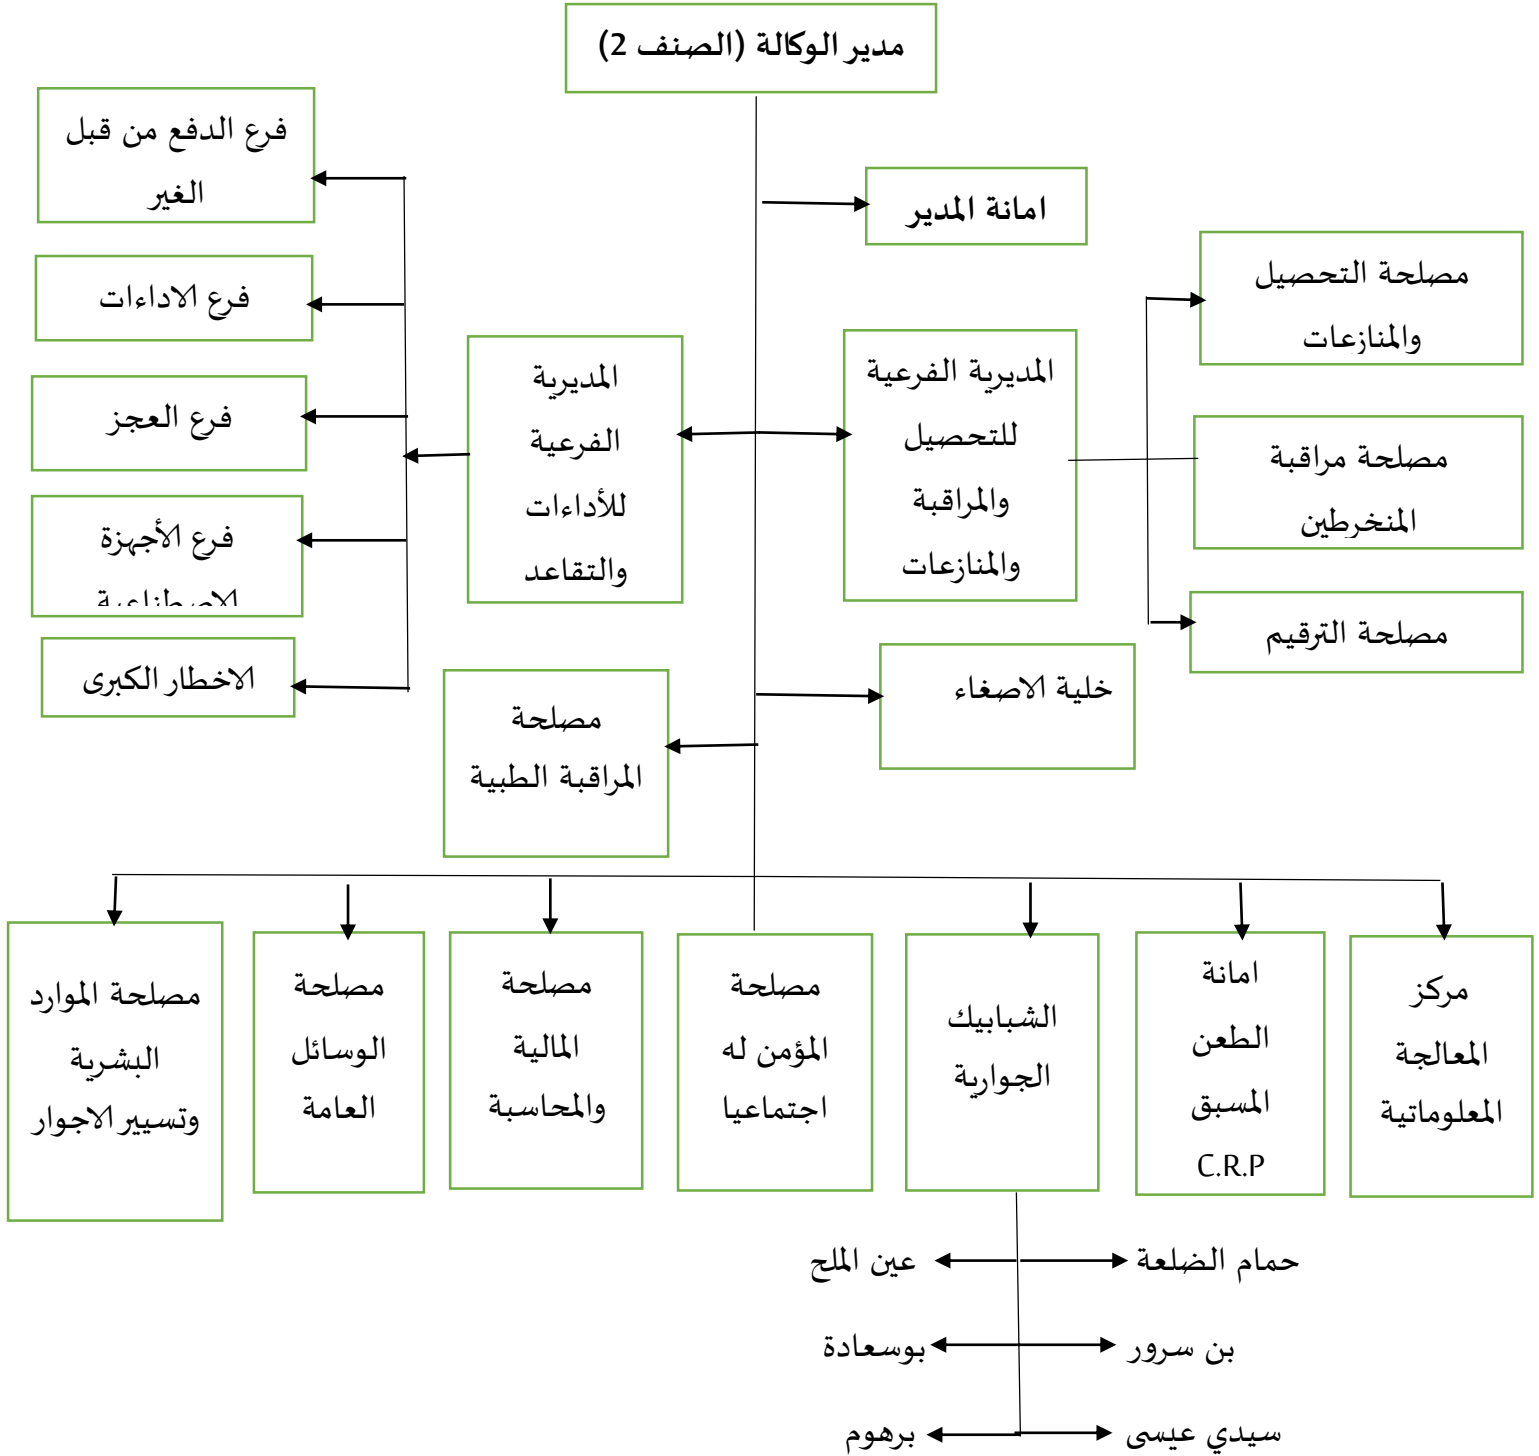 مدير الوكالة (الصنف 2)
امانة المدير
مصلحة التحصيل
والمنازعات
المديرية الفرعية
للتحصيل
والمراقبة
والمنازعات
مصلحة مراقبة
المنخرطين
مصلحة الترقيم
المديرية
الفرعية
للأداءات
والتقاعد
فرع الدفع من قبل
الغير
فرع الاداءات
فرع العجز
فرع الأجهزة
الاصطناعية
الاخطار الكبرى
خلية الاصغاء
مصلحة
المراقبة الطبية
مركز
المعالجة
المعلوماتية
امانة
الطعن
المسبق
C.R.P
الشبابيك
الجوارية
مصلحة
المؤمن له
اجتماعيا
مصلحة
المالية
والمحاسبة
مصلحة
الوسائل
العامة
مصلحة الموارد
البشرية
وتسيير الاجوار
حمام الضلعة
عين الملح
بن سرور
بوسعادة
سيدي عيسى
برهوم